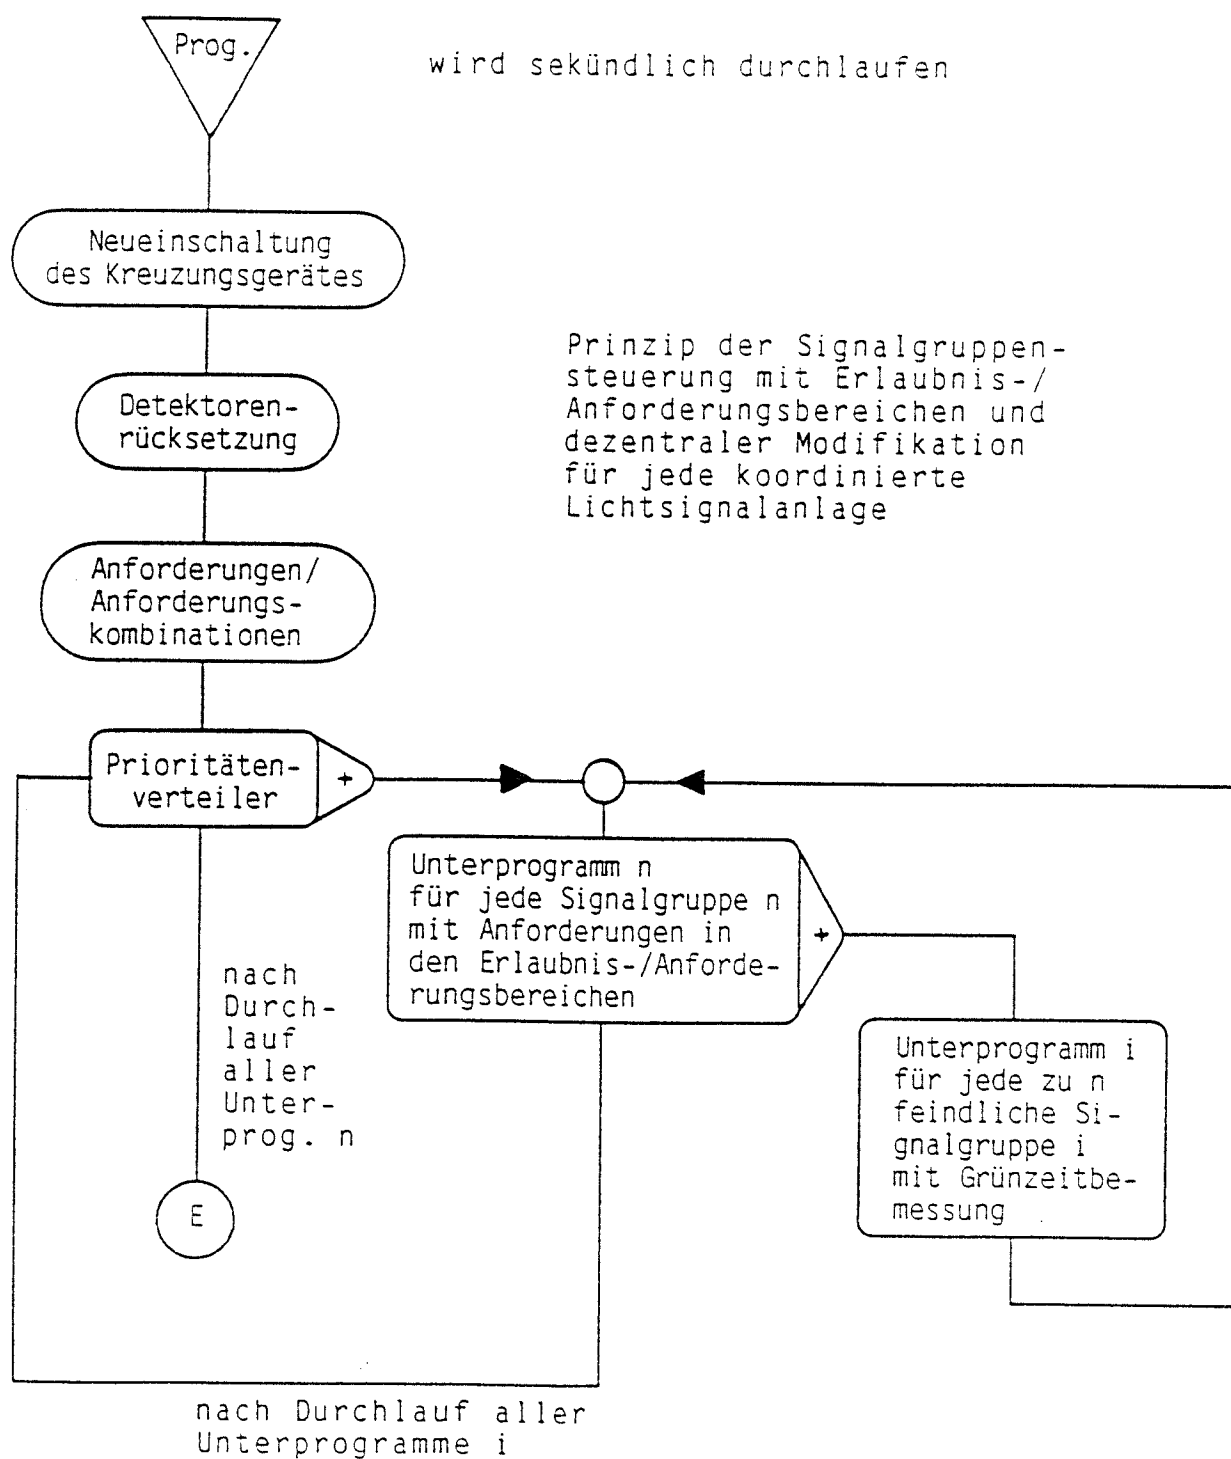 Prog.
wird sekündlich durchlaufen
Neueinschaltung
des Kreuzungsgerätes
Prinzip der Signalgruppen-
steuerung mit Erlaubnis-/
Anforderungsbereichen und
dezentraler Modifikation
für jede koordinierte
Lichtsignalanlage
Detektoren-
rücksetzung
Anforderungen/
Anforderungs-
kombinationen
Prioritäten-
verteiler
+
Unterprogramm n
für jede Signalgruppe n
mit Anforderungen in
den Erlaubnis-/Anforde-
rungsbereichen
+
nach
Durch-
lauf
aller
Unter-
prog. n
Unterprogramm i
für jede zu n
feindliche Si-
gnalgruppe i
mit Grünzeitbe-
messung
E
nach Durchlauf aller
Unterprogramme i